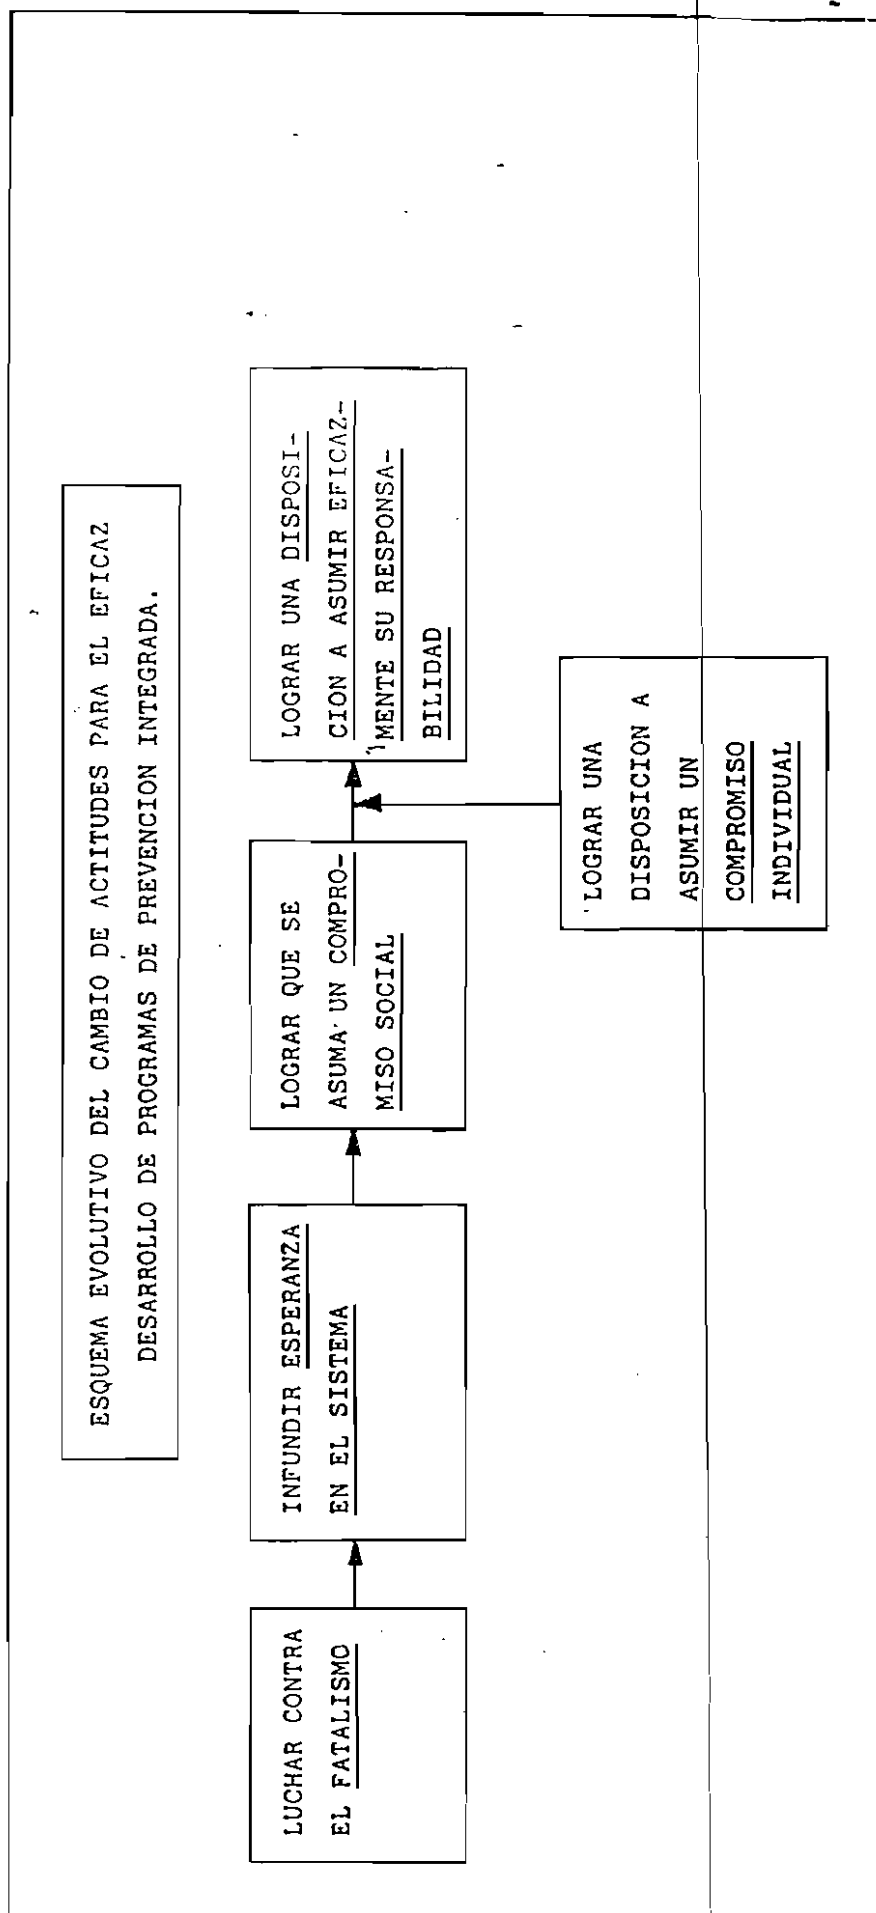 ESQUEMA EVOLUTIVO DEL CAMBIO DE ACTITUDES PARA EL EFICAZ
DESARROLLO DE PROGRAMAS DE PREVENCION INTEGRADA.
LUCHAR CONTRA
EL FATALISMO
INFUNDIR ESPERANZA
EN EL SISTEMA
LOGRAR QUE SE
ASUMA UN COMPRO-
MISO SOCIAL
LOGRAR UNA DISPOSI-
CION A ASUMIR EFICAZ-
MENTE SU RESPONSA-
BILIDAD
LOGRAR UNA
DISPOSICION A
ASUMIR UN
COMPROMISO
INDIVIDUAL